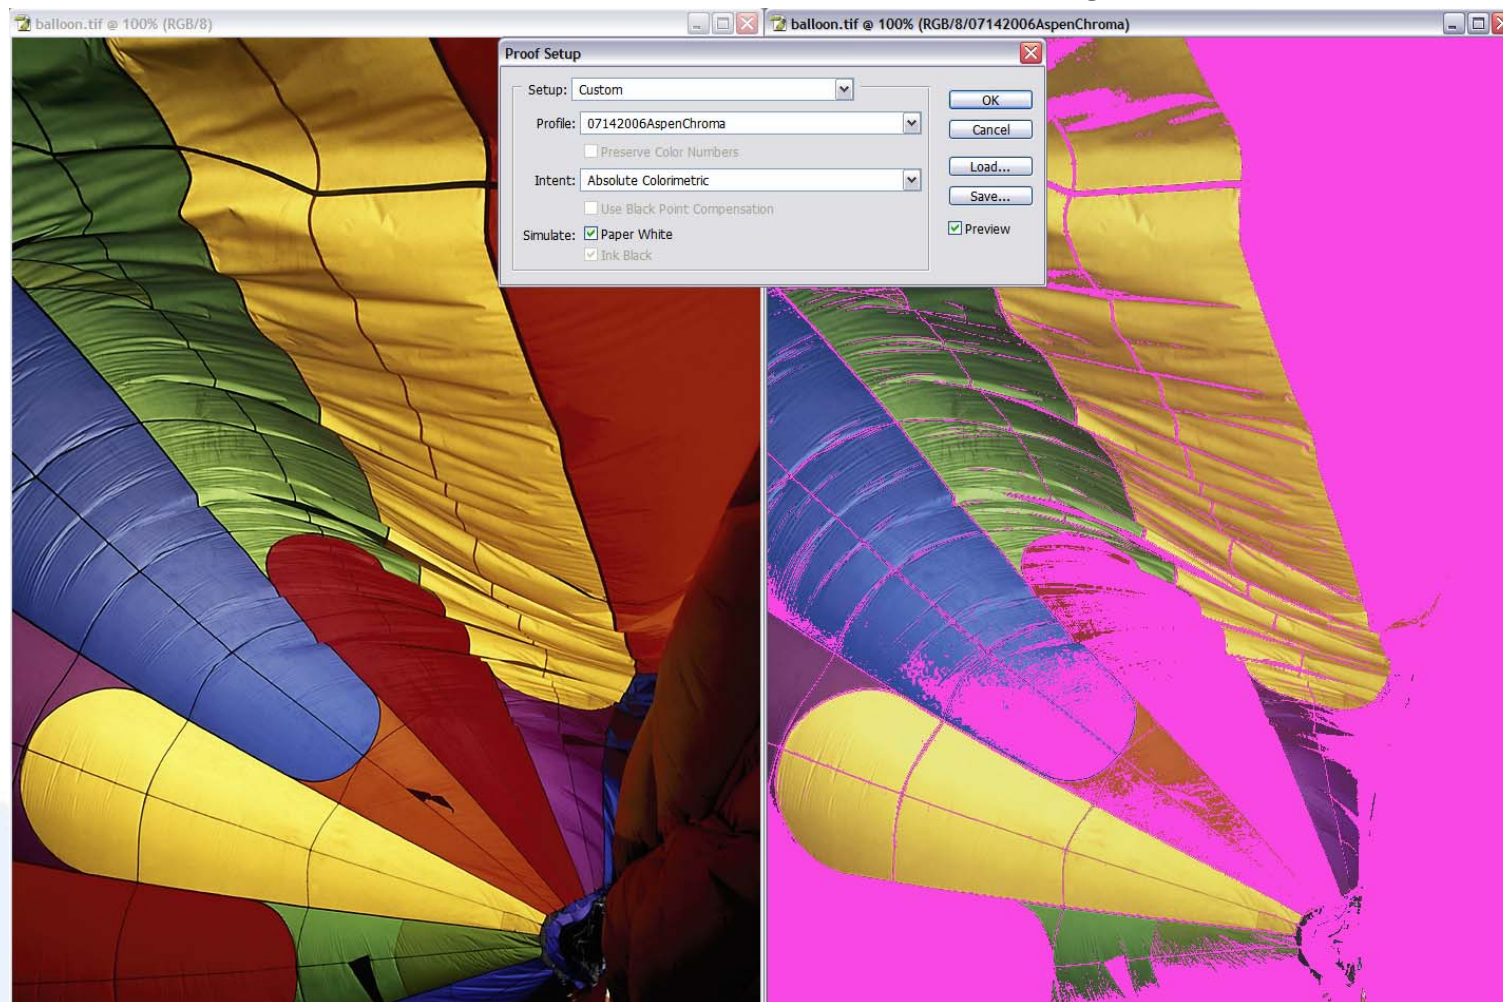 balloon.tif @ 100% (RGB/8)
balloon.tif @ 100% (RGB/8/07142006AspenChroma)
Proof Setup
Setup: Custom
OK
Profile: 07142006AspenChroma
Cancel
Preserve Color Numbers
Load...
Intent: Absolute Colorimetric
Save...
Use Black Point Compensation
Simulate: Paper White
Preview
Ink Black